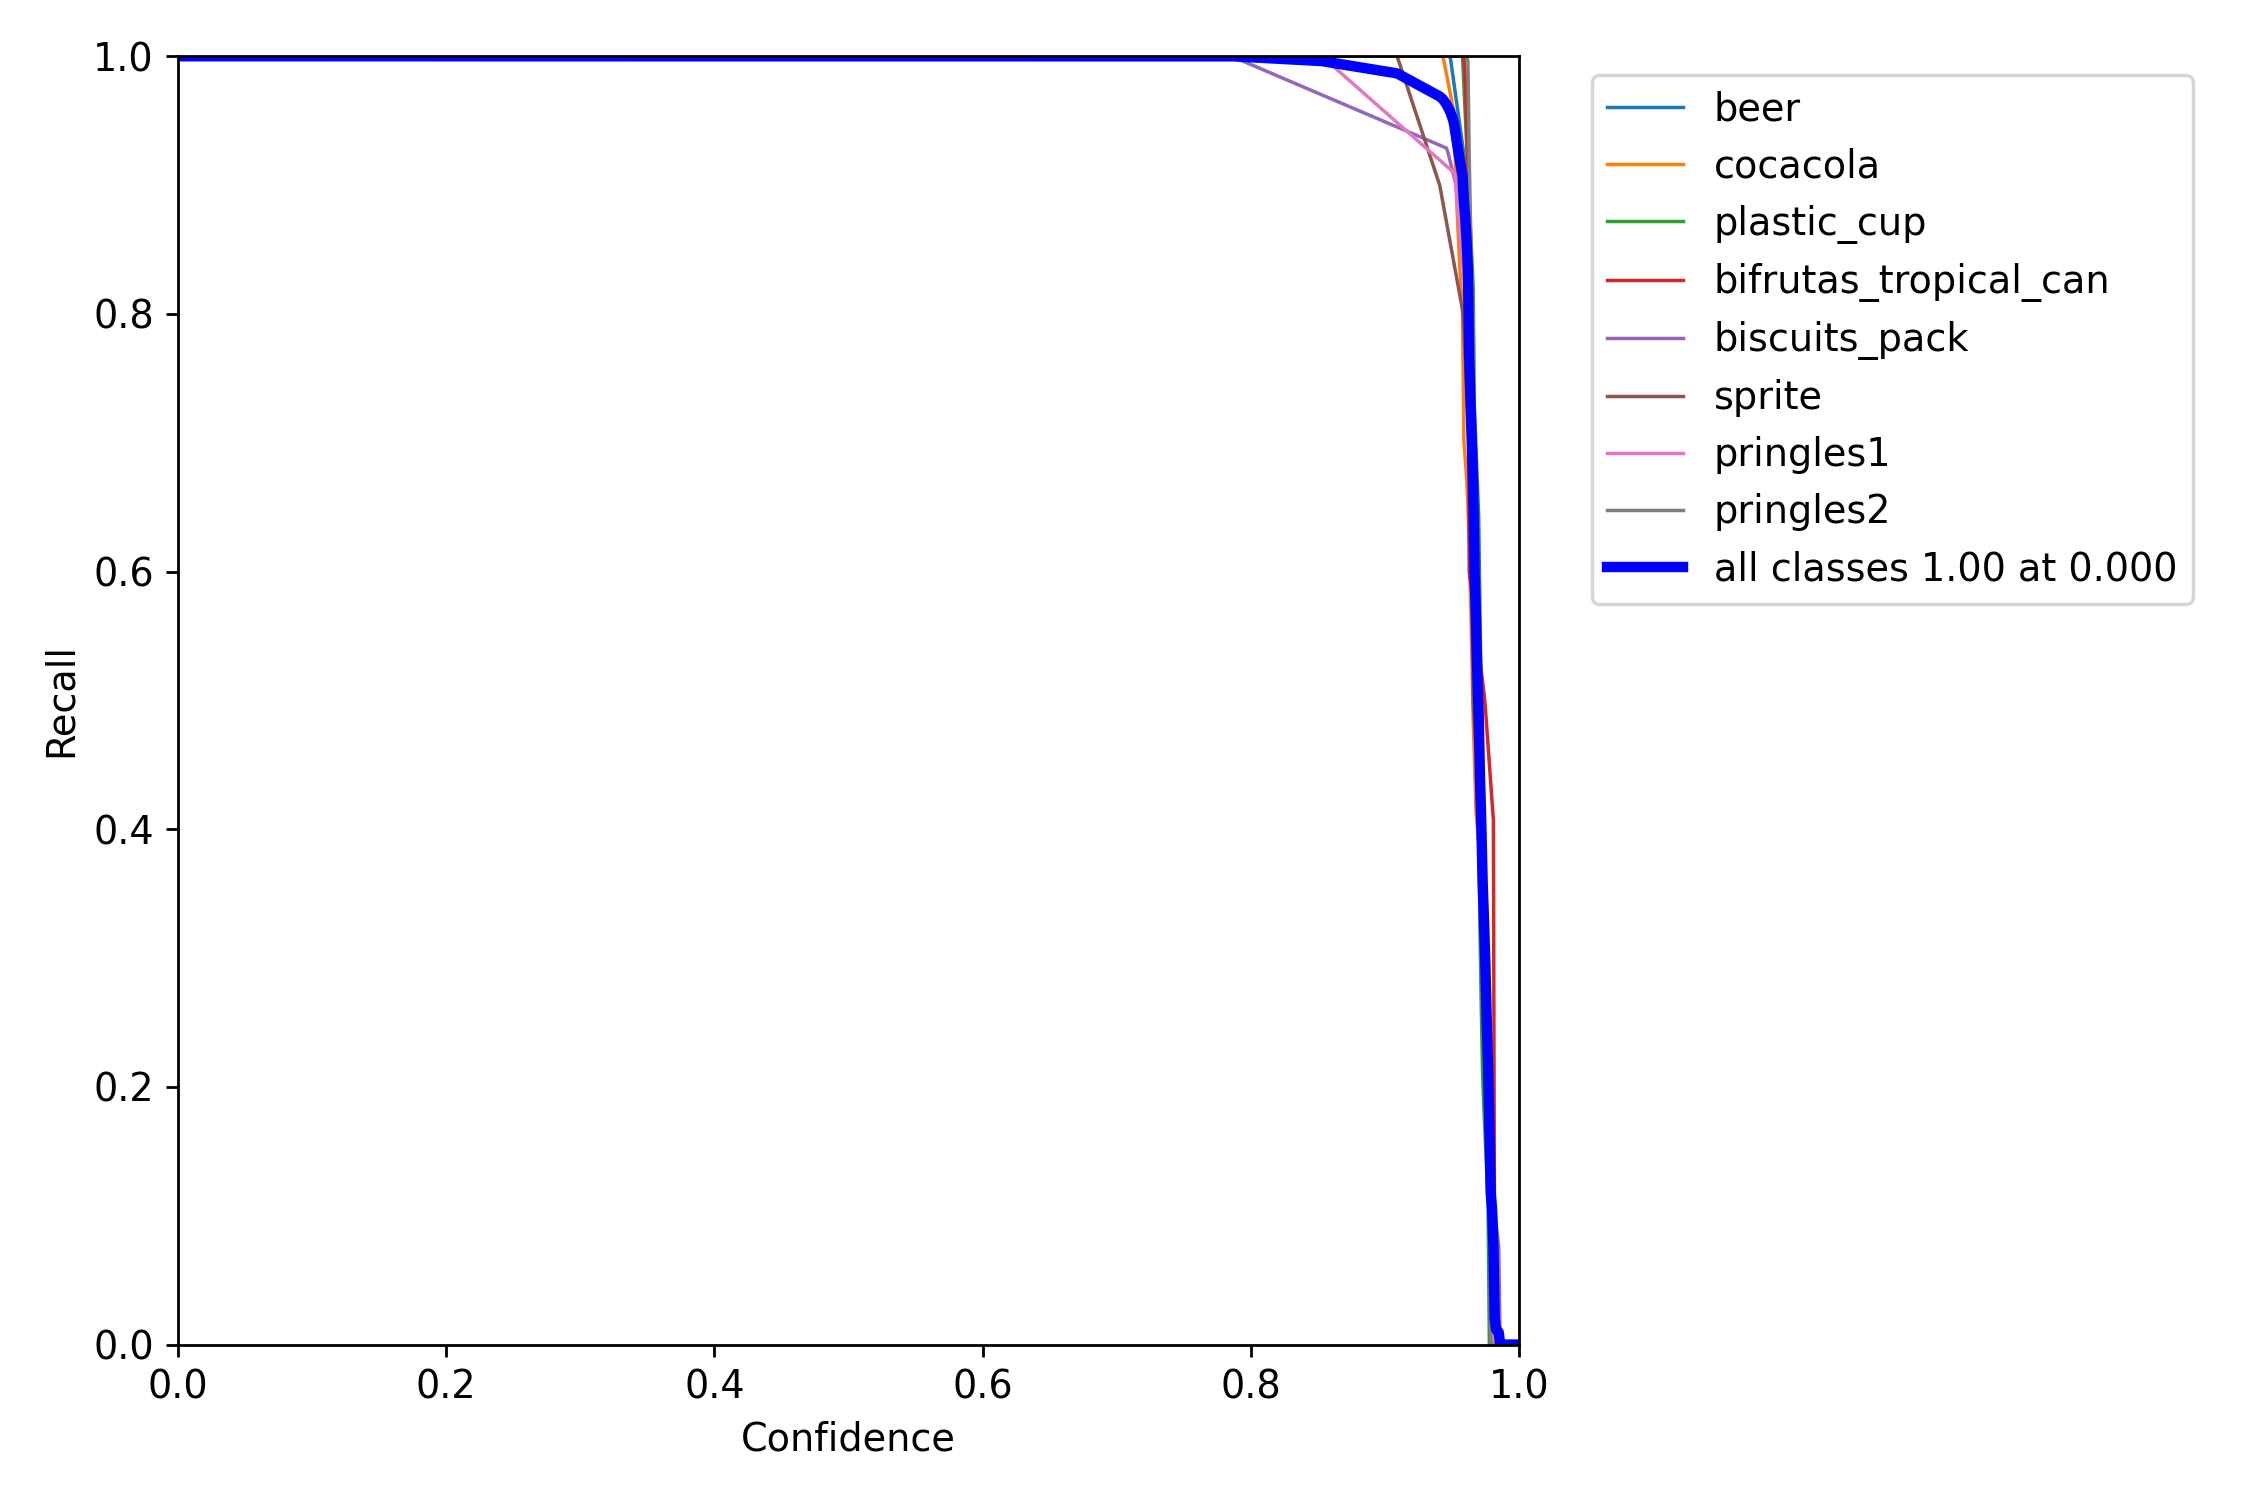 1.0
0.8
0.6
0.4
0.2
0.0
0.0 0.2 0.4 0.6 0.8 1.0
Recall
Confidence
beer
cocacola
plastic_cup
bifrutas_tropical_can
biscuits_pack
sprite
pringles1
pringles2
all classes 1.00 at 0.000